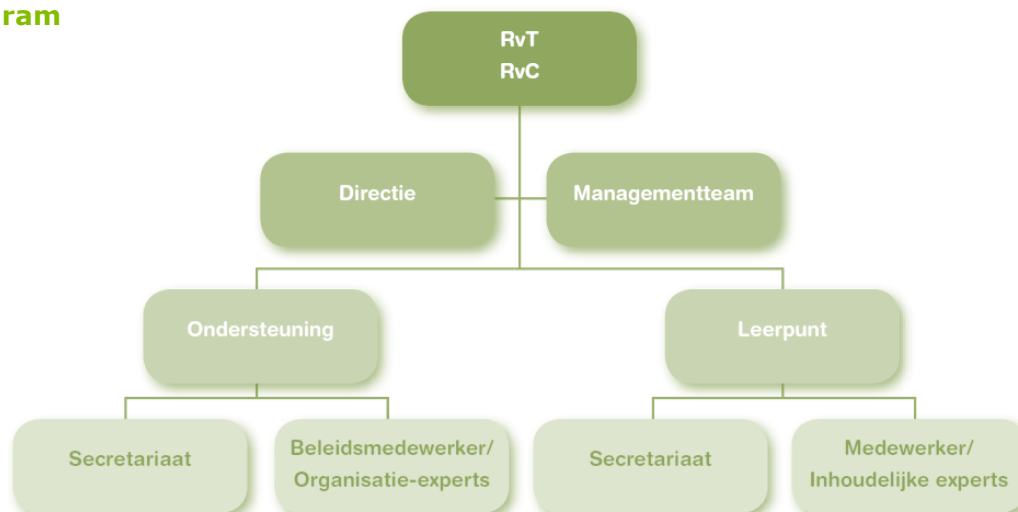 ram
RvT
RvC
Directie
Managementteam
Ondersteuning
Leerpunt
Secretariaat
Beleidsmedewerker/
Organisatie-experts
Secretariaat
Medewerker/
Inhoudelijke experts